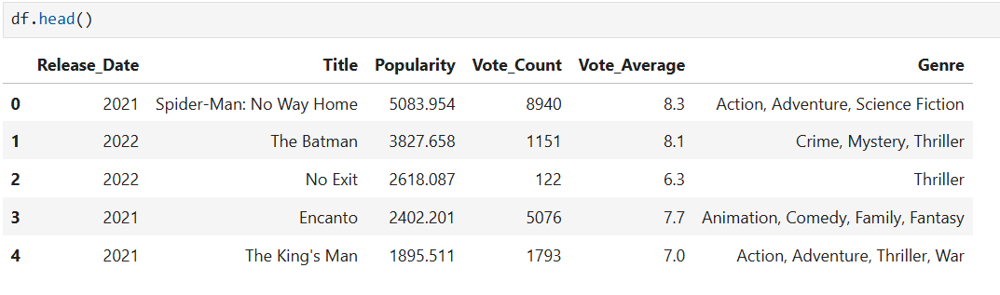 df.head()
Release_Date Title Popularity Vote_Count Vote_Average Genre
0 2021 Spider-Man: No Way Home 5083.954 8940 8.3 Action, Adventure, Science Fiction
1 2022 The Batman 3827.658 1151 8.1 Crime, Mystery, Thriller
2 2022 No Exit 2618.087 122 6.3 Thriller
3 2021 Encanto 2402.201 5076 7.7 Animation, Comedy, Family, Fantasy
4 2021 The King's Man 1895.511 1793 7.0 Action, Adventure, Thriller, War